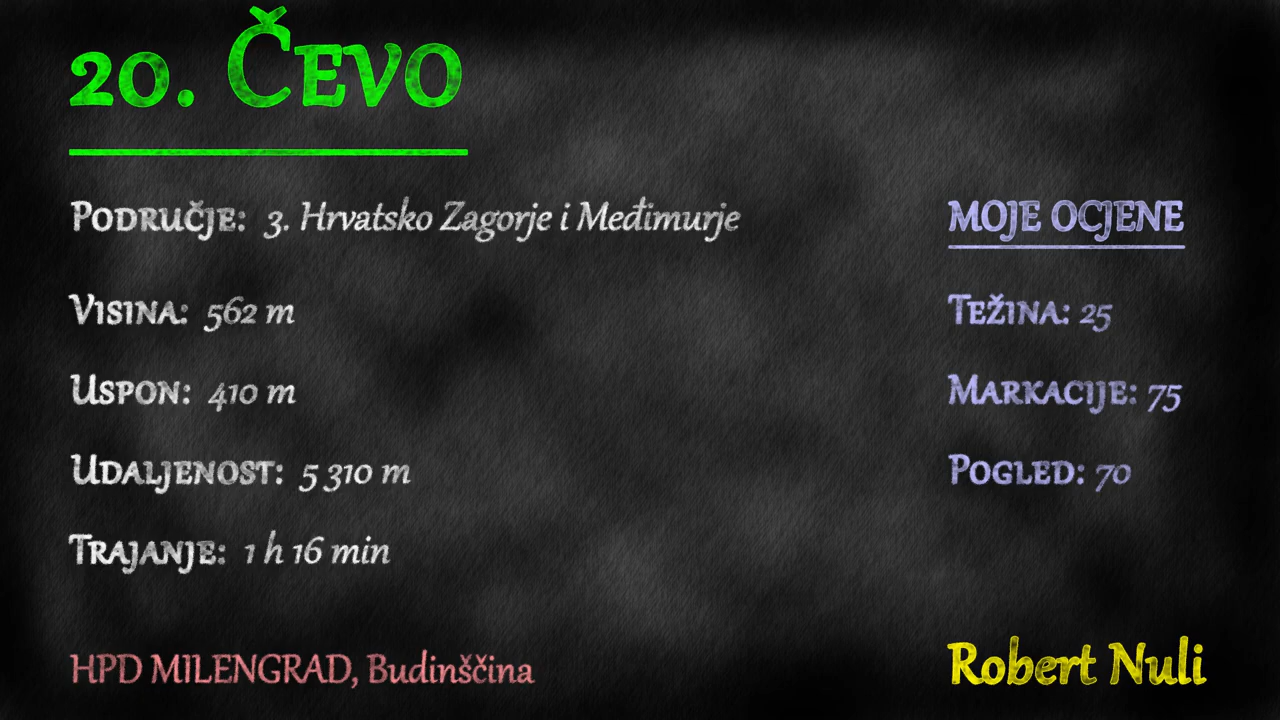 20. Čevo
Područje: 3. Hrvatsko Zagorje i Međimurje
Visina: 562 m
Uspon: 410 m
Udaljenost: 5 310 m
Trajanje: 1 h 16 min
HPD MILENGRAD, Budinščina
MOJE OCJENE
Težina: 25
Markacije: 75
Pogled: 70
Robert Nuli